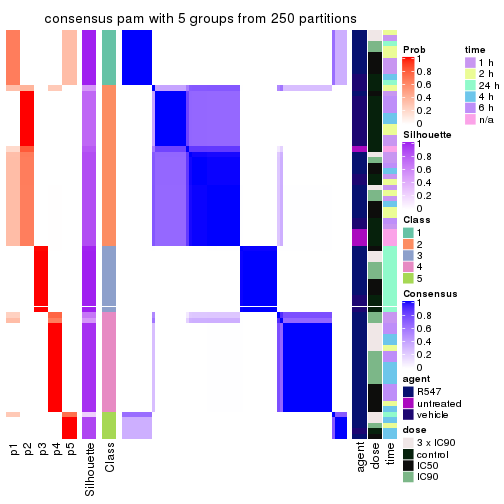 consensus pam with 5 groups from 250 partitions
p1
p2
p3
p4
p5
Silhouette
Class
agent
dose
time
Prob
1
0.8
0.6
0.4
0.2
0
Silhouette
1
0.8
0.6
0.4
0.2
0
Class
1
2
3
4
5
Consensus
1
0.8
0.6
0.4
0.2
0
agent
R547
untreated
vehicle
dose
3 x IC90
control
IC50
IC90
time
1 h
2 h
24 h
4 h
6 h
n/a